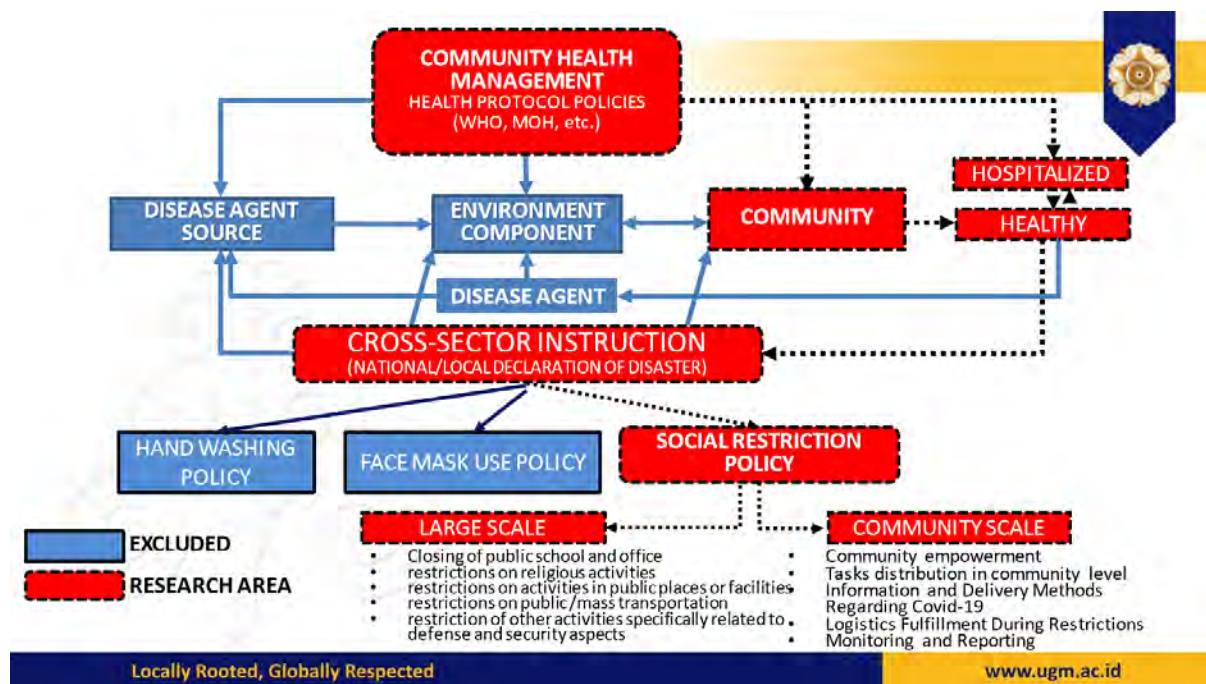 COMMUNITY HEALTH
MANAGEMENT
HEALTH PROTOCOL POLICIES
(WHO, MOH, etc.)
HOSPITALIZED
DISEASE AGENT
SOURCE
ENVIRONMENT
COMPONENT
COMMUNITY
HEALTHY
DISEASE AGENT
CROSS-SECTOR INSTRUCTION
(NATIONAL/LOCAL DECLARATION OF DISASTER)
HAND WASHING
POLICY
FACE MASK USE POLICY
SOCIAL RESTRICTION
POLICY
LARGE SCALE
• Closing of public school and office
• restrictions on religious activities
• restrictions on activities in public places or facilities
• restrictions on public/mass transportation
• restriction of other activities specifically related to
defense and security aspects
COMMUNITY SCALE
• Community empowerment
• Tasks distribution in community level
• Information and Delivery Methods
Regarding Covid-19
• Logistics Fulfillment During Restrictions
• Monitoring and Reporting
EXCLUDED
RESEARCH AREA
Locally Rooted, Globally Respected
www.ugm.ac.id